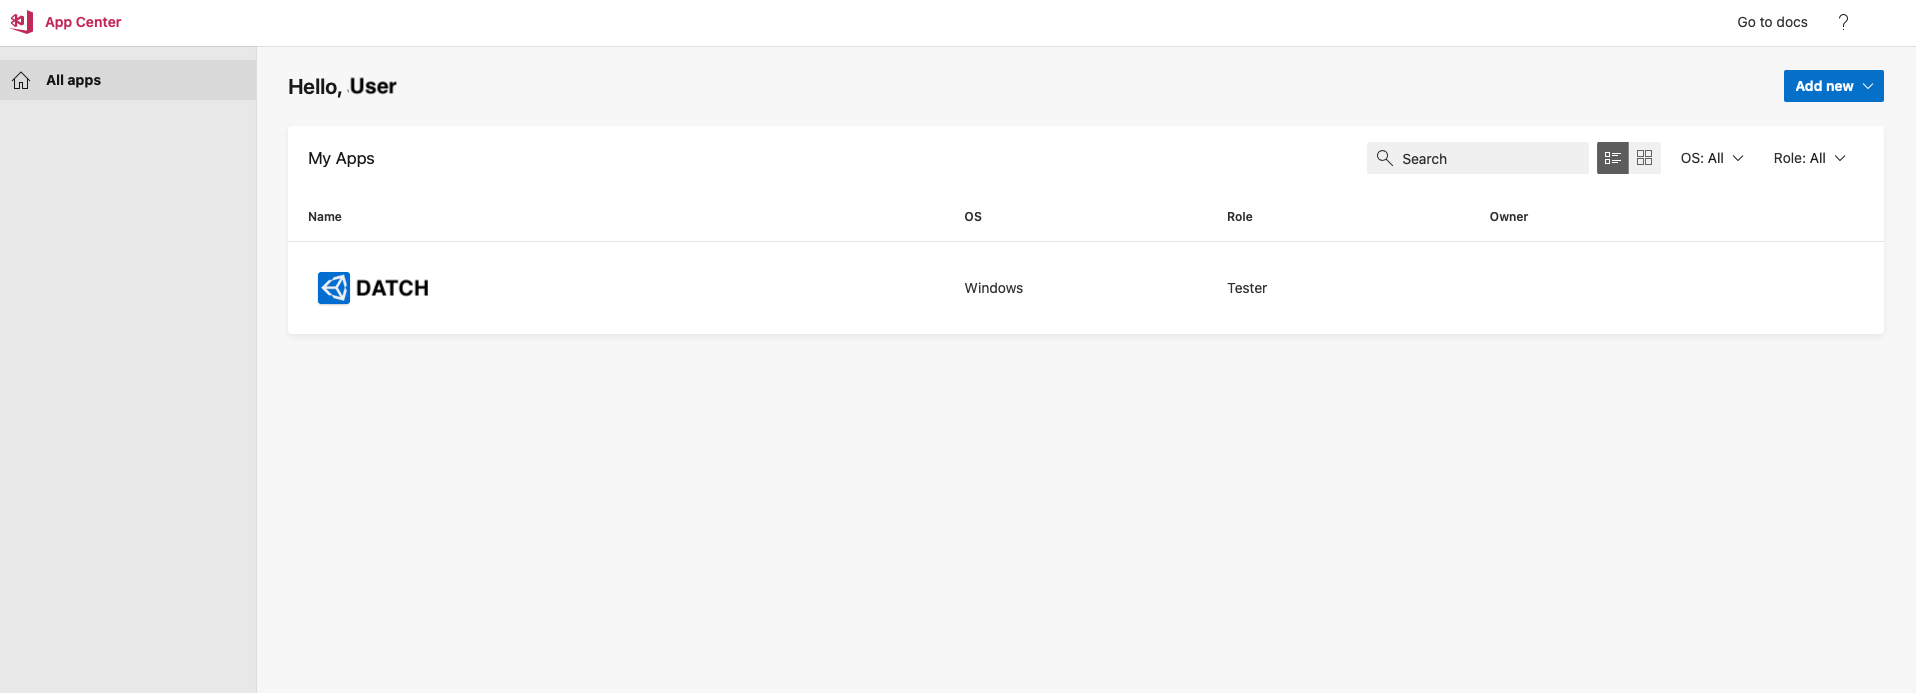 App Center
Go to docs ?
All apps
Hello, User
Add new
My Apps
Search
OS: All
Role: All
Name OS Role Owner
DATCH Windows Tester